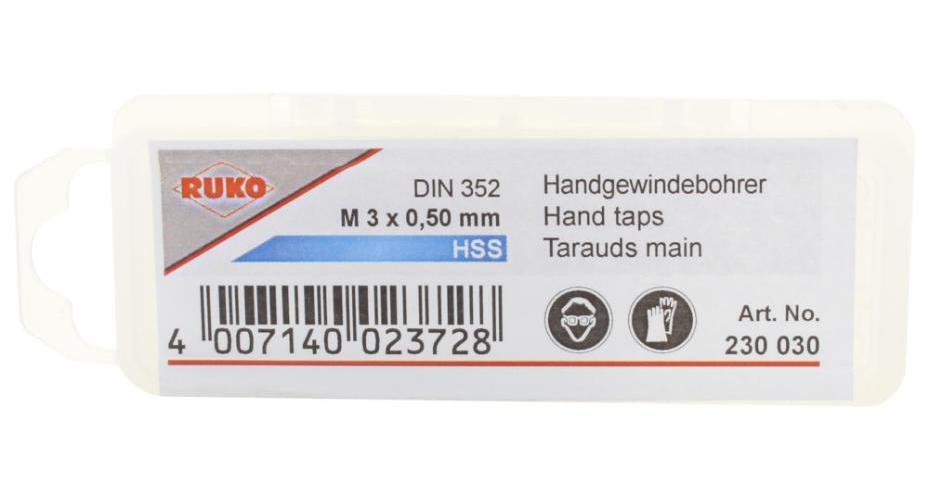 RUKO
DIN 352
M 3 x 0,50 mm
HSS
Handgewindebohrer
Hand taps
Tarauds main
4 007140 023728
Art. No.
230 030